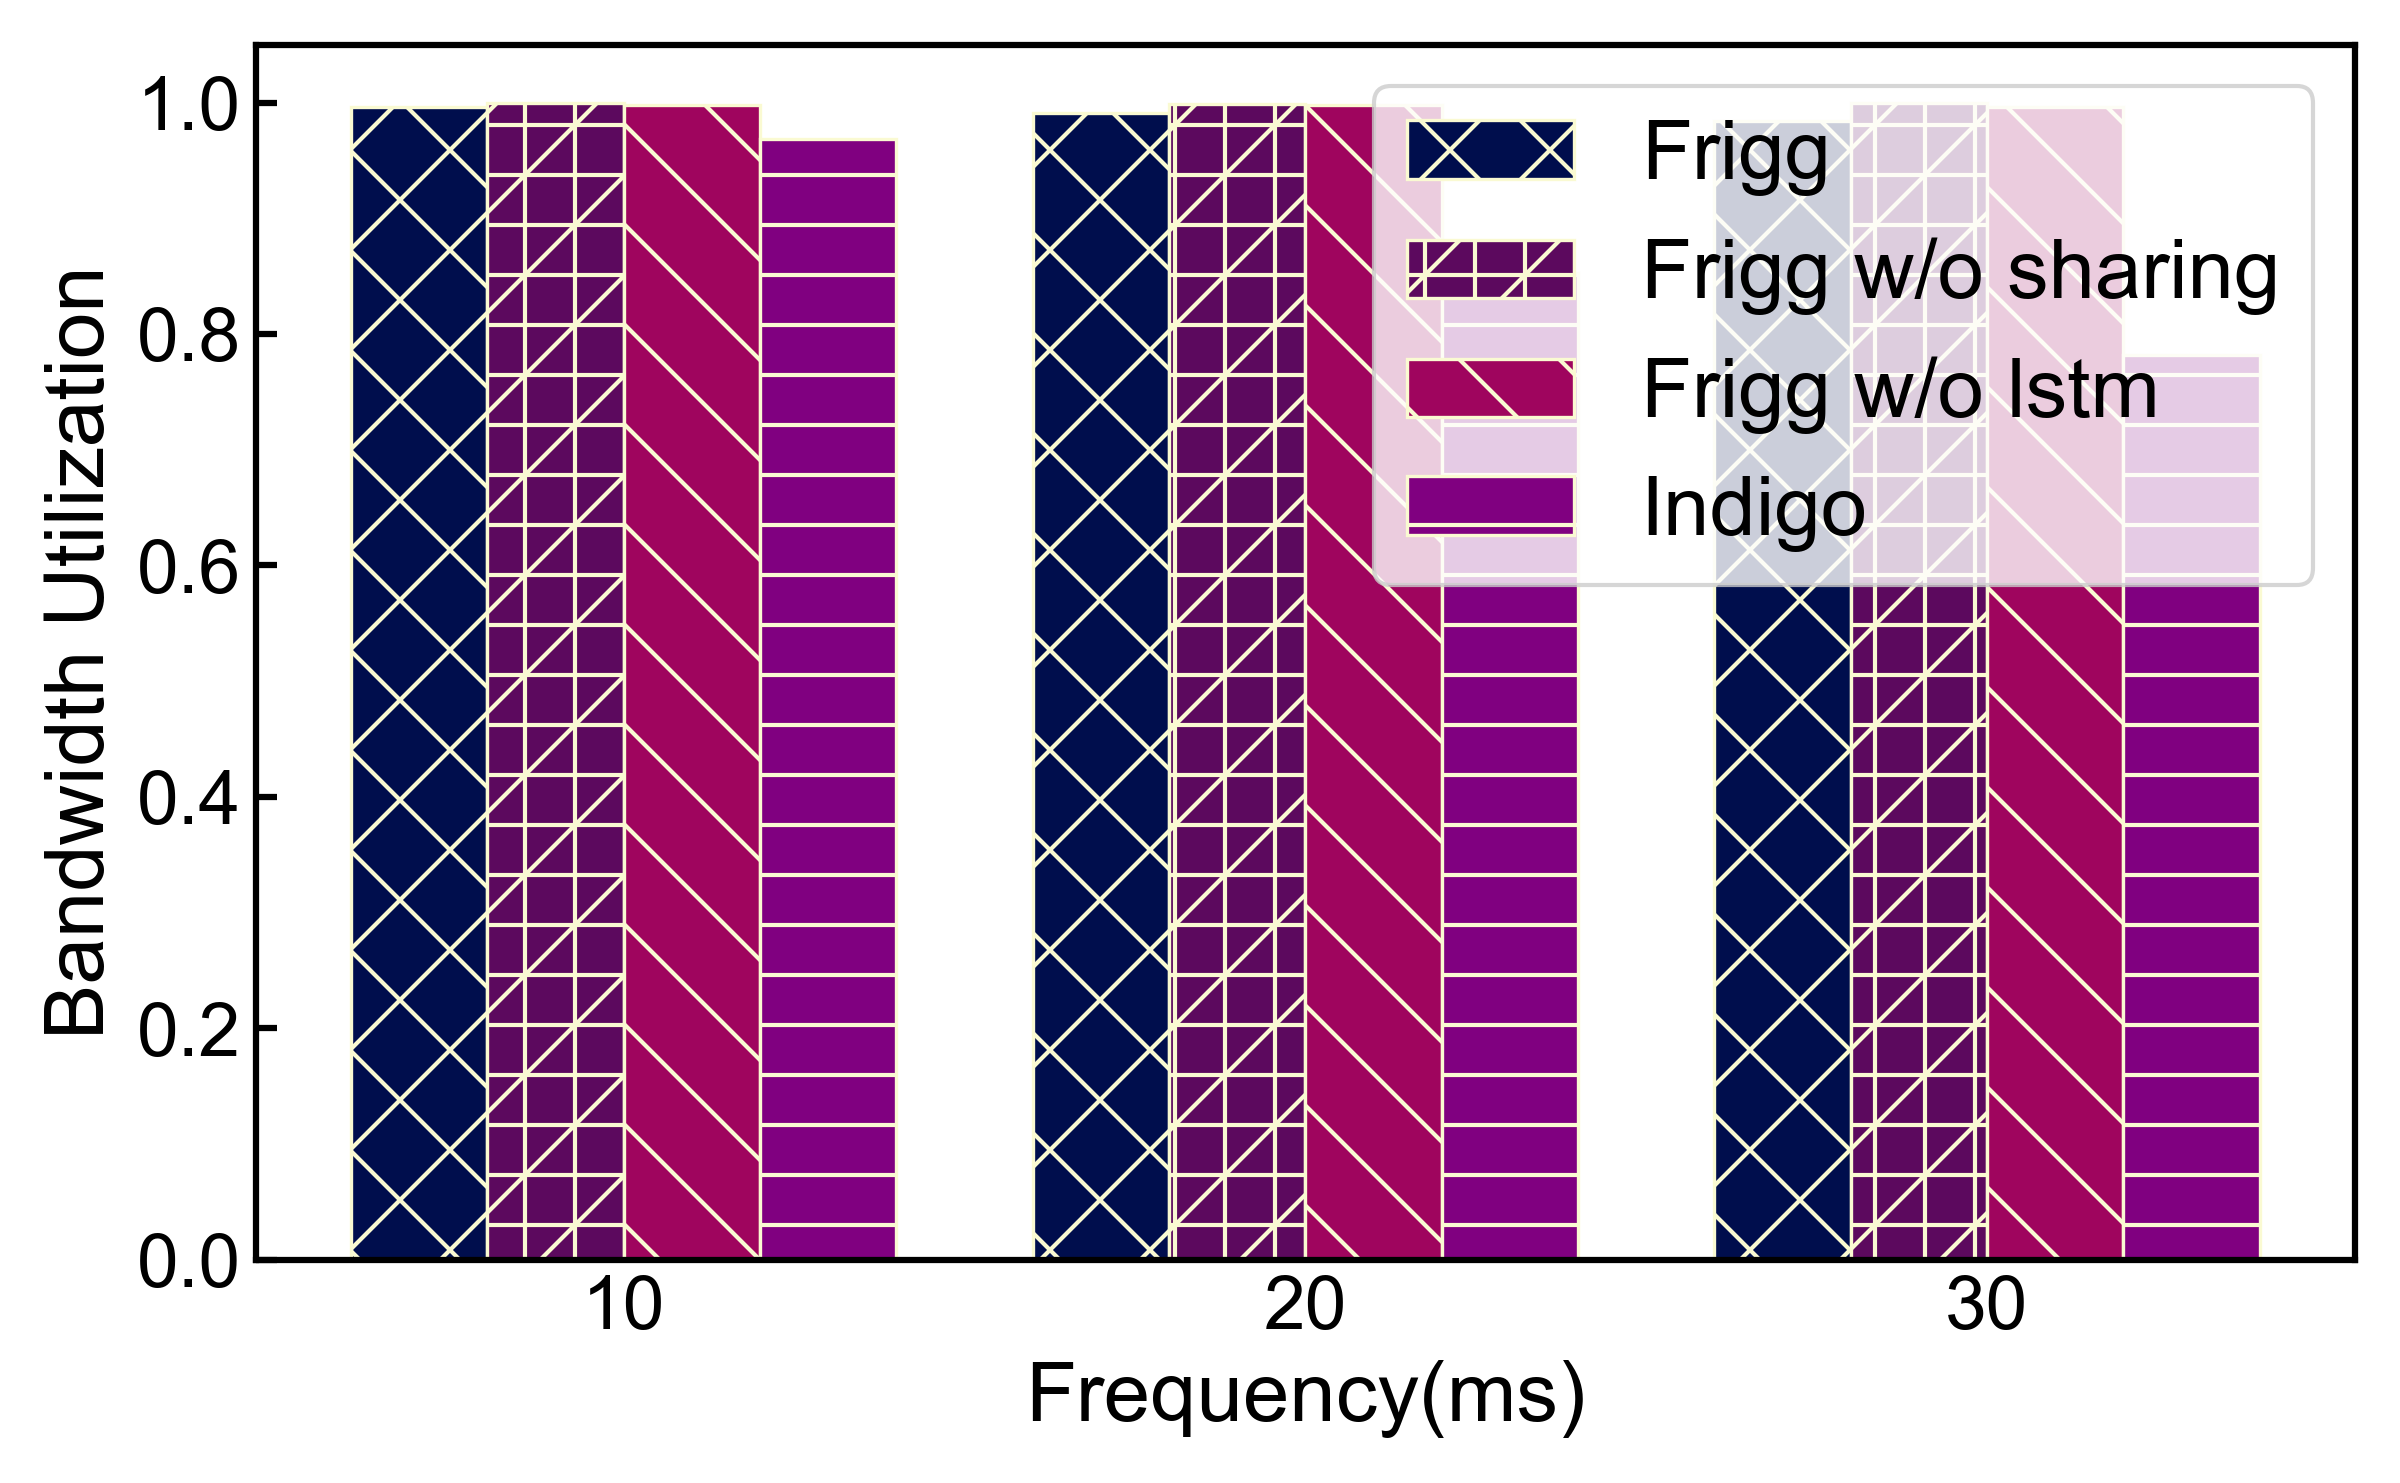 Bandwidth Utilization
1.0
0.8
0.6
0.4
0.2
0.0
Frigg
Frigg w/o sharing
Frigg w/o lstm
Indigo
10 20 30
Frequency(ms)